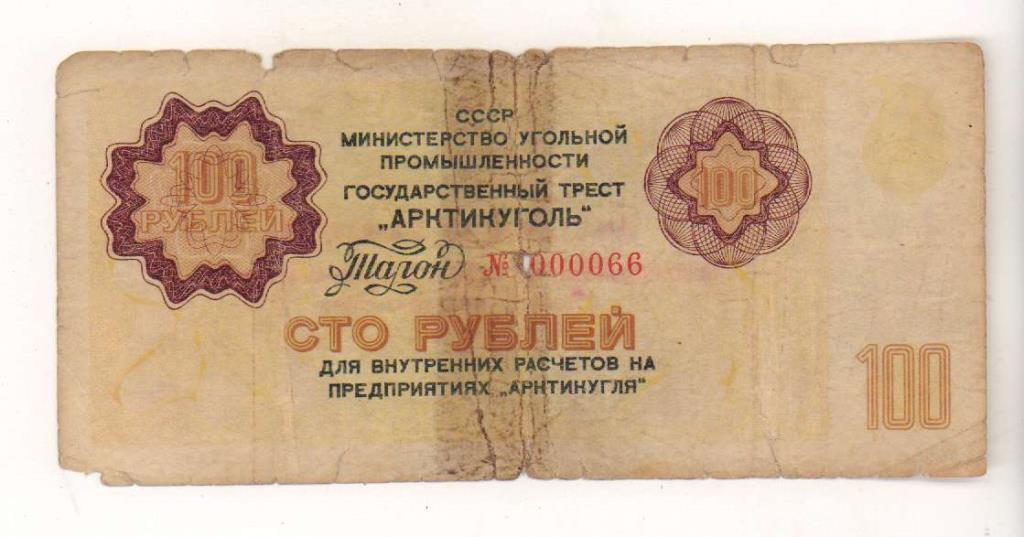 100
РУБЛЕЙ
СССР
МИНИСТЕРСТВО УГОЛЬНОЙ
ПРОМЫШЛЕННОСТИ
ГОСУДАРСТВЕННЫЙ ТРЕСТ
„АРКТИКУГОЛЬ“
Талон № 000066
100
СТО РУБЛЕЙ
ДЛЯ ВНУТРЕННИХ РАСЧЕТОВ НА
ПРЕДПРИЯТИЯХ „АРКТИКУГЛЯ“
100